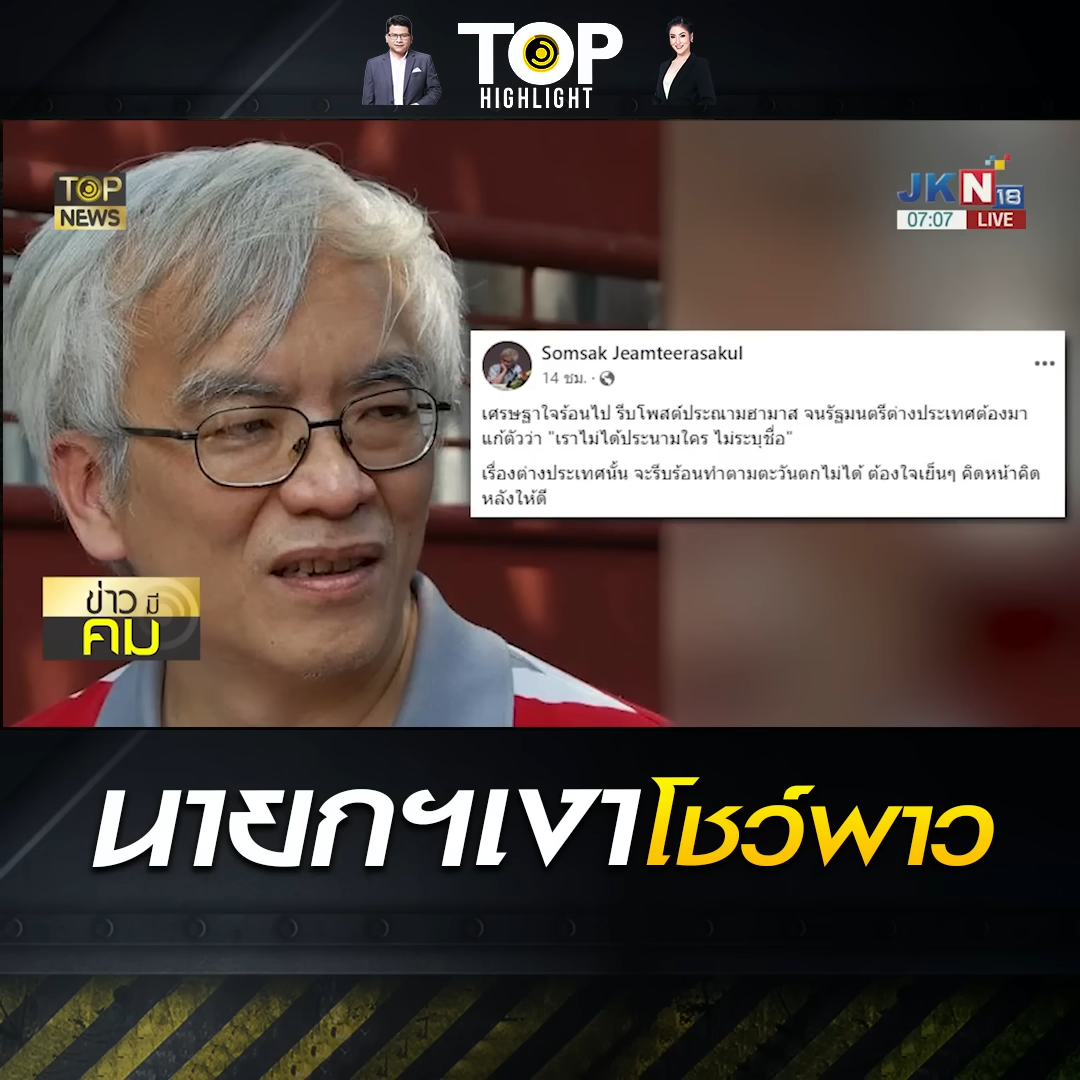 TOP
HIGHLIGHT
TOP
NEWS
JKN18
07:07 LIVE
Somsak Jeamteerasakul
14 ชม. ·
เศรษฐาใจร้อนไป รีบโพสต์ประณามฮามาส จนรัฐมนตรีต่างประเทศต้องมา
แก้ตัวว่า "เราไม่ได้ประนามใคร ไม่ระบุชื่อ"
เรื่องต่างประเทศนั้น จะรีบร้อนทำตามตะวันตกไม่ได้ ต้องใจเย็นๆ คิดหน้าคิด
หลังให้ดี
ข่าวมี
คม
นายกฯเงาโชว์พาว